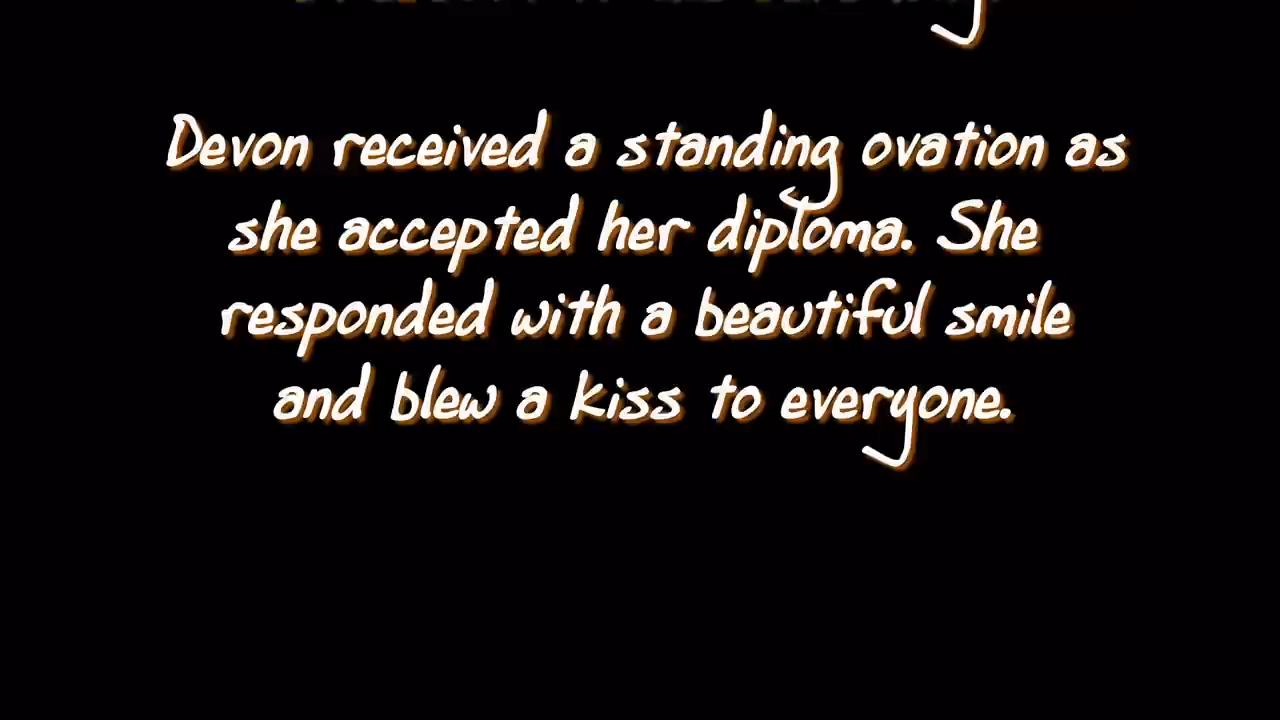 Devon received a standing ovation as
she accepted her diploma. She
responded with a beautiful smile
and blew a kiss to everyone.